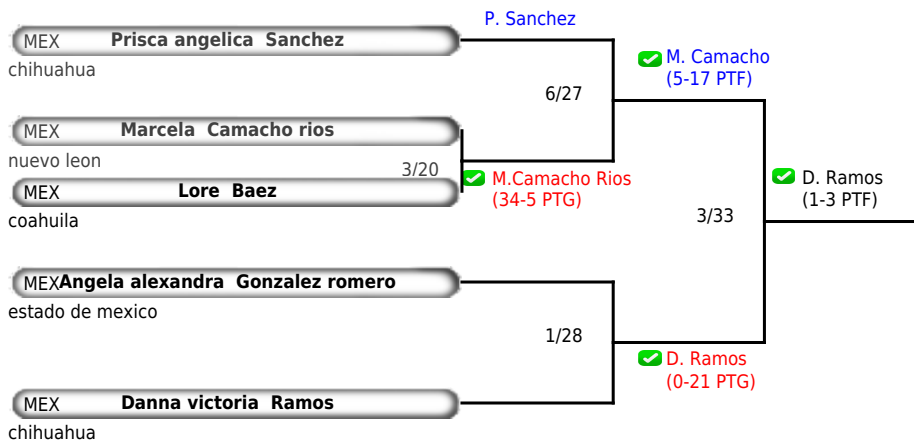 P. Sanchez
MEX Prisca angelica Sanchez
chihuahua
M. Camacho
(5-17 PTF)
6/27
MEX Marcela Camacho rios
nuevo leon
3/20
M.Camacho Rios
(34-5 PTG)
D. Ramos
(1-3 PTF)
MEX Lore Baez
coahuila
3/33
MEXAngela alexandra Gonzalez romero
estado de mexico
1/28
D. Ramos
(0-21 PTG)
MEX Danna victoria Ramos
chihuahua